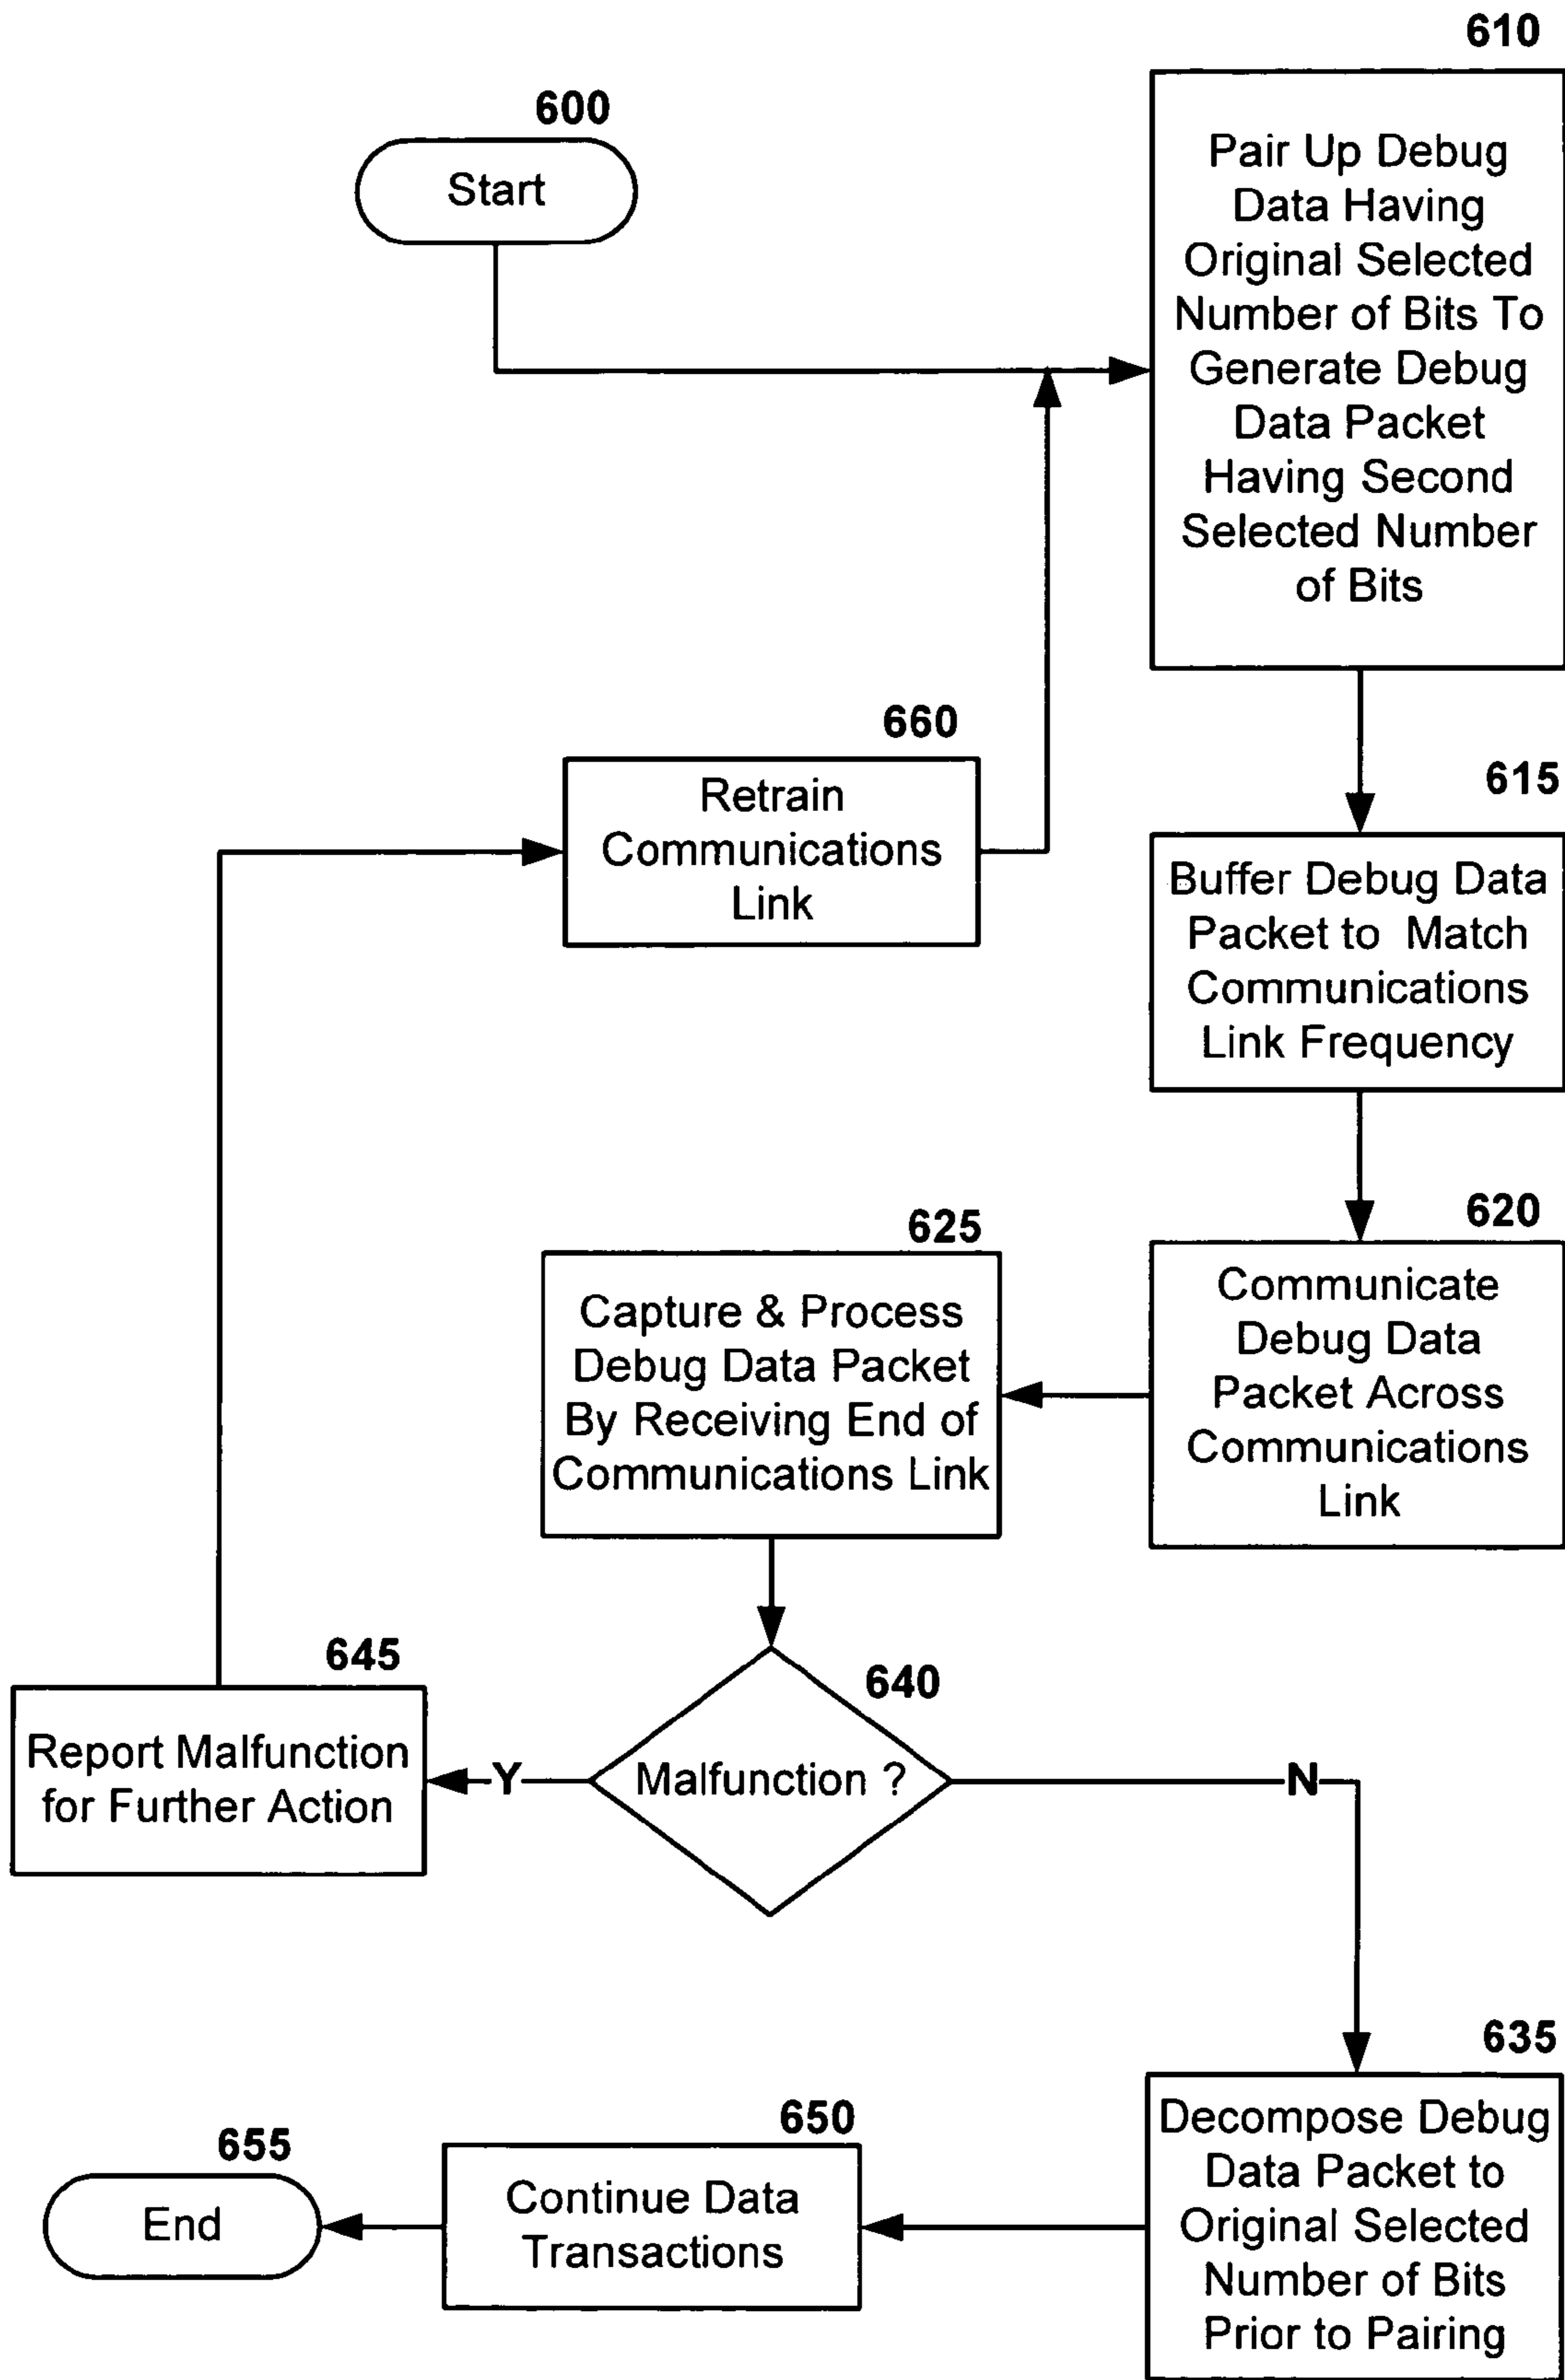 610
600
Start
Pair Up Debug
Data Having
Original Selected
Number of Bits To
Generate Debug
Data Packet
Having Second
Selected Number
of Bits
660
Retrain
Communications
Link
615
Buffer Debug Data
Packet to Match
Communications
Link Frequency
620
Communicate
Debug Data
Packet Across
Communications
Link
625
Capture & Process
Debug Data Packet
By Receiving End of
Communications Link
640
Malfunction ?
Y
N
645
Report Malfunction
for Further Action
635
Decompose Debug
Data Packet to
Original Selected
Number of Bits
Prior to Pairing
650
Continue Data
Transactions
655
End